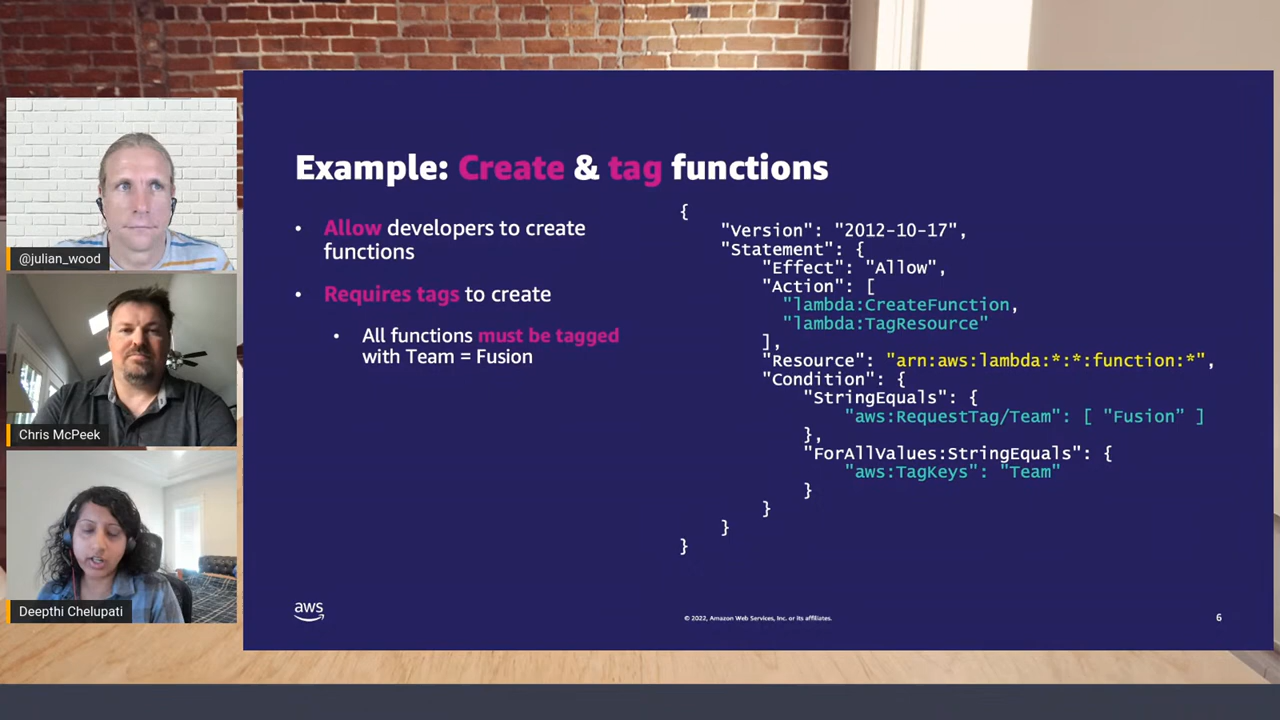 @julian_wood
Chris McPeek
Deepthi Chelupati
Example: Create & tag functions
• Allow developers to create
functions
• Requires tags to create
• All functions must be tagged
with Team = Fusion
{
"Version": "2012-10-17",
"Statement": {
"Effect": "Allow",
"Action": [
"lambda:CreateFunction,
"lambda:TagResource"
],
"Resource": "arn:aws:lambda:*:*:function:*",
"Condition": {
"StringEquals": {
"aws:RequestTag/Team": [ "Fusion" ]
},
"ForAllValues:StringEquals": {
"aws:TagKeys": "Team"
}
}
}
}
aws
© 2022, Amazon Web Services, Inc. or its affiliates.
6